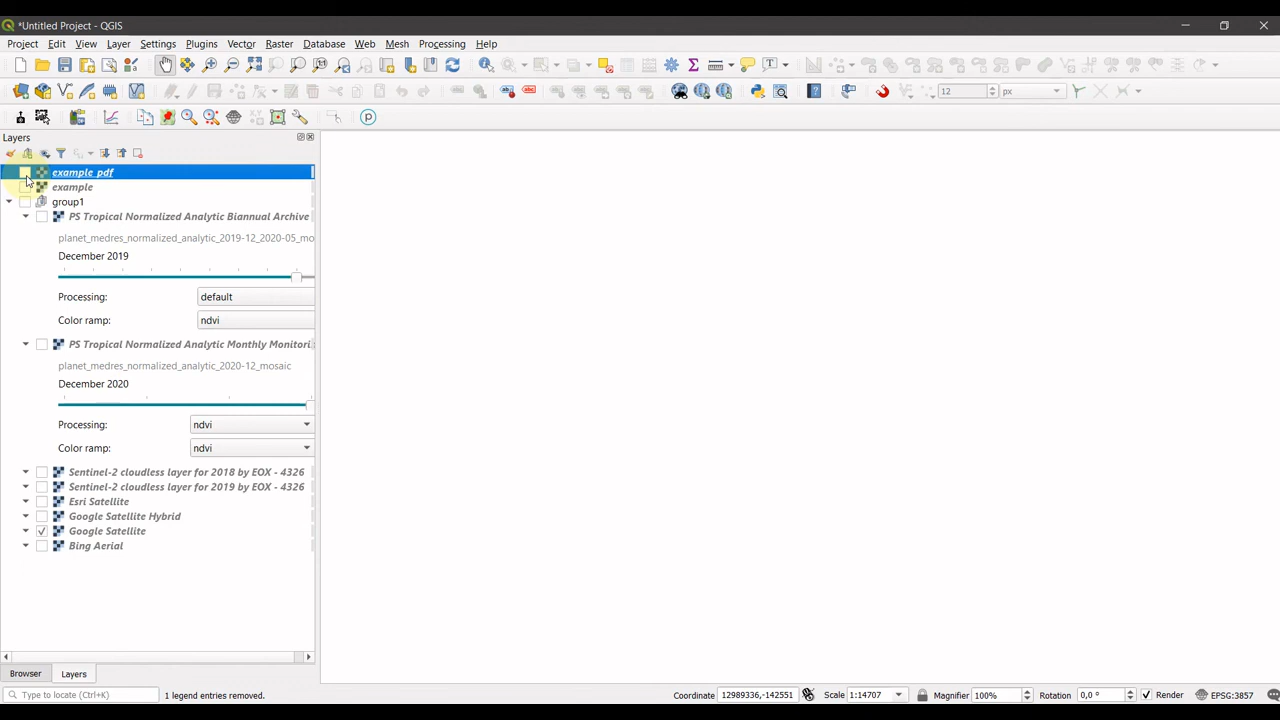 *Untitled Project - QGIS
Project Edit View Layer Settings Plugins Vector Raster Database Web Mesh Processing Help
12 px
Layers
example_pdf
example
group1
PS Tropical Normalized Analytic Biannual Archive
planet_medres_normalized_analytic_2019-12_2020-05_mo
December 2019
Processing: default
Color ramp: ndvi
PS Tropical Normalized Analytic Monthly Monitori
planet_medres_normalized_analytic_2020-12_mosaic
December 2020
Processing: ndvi
Color ramp: ndvi
Sentinel-2 cloudless layer for 2018 by EOX - 4326
Sentinel-2 cloudless layer for 2019 by EOX - 4326
Esri Satellite
Google Satellite Hybrid
Google Satellite
Bing Aerial
Browser Layers
Type to locate (Ctrl+K) 1 legend entries removed. Coordinate 12989336,-142551 Scale 1:14707 Magnifier 100% Rotation 0,0 ° Render EPSG:3857